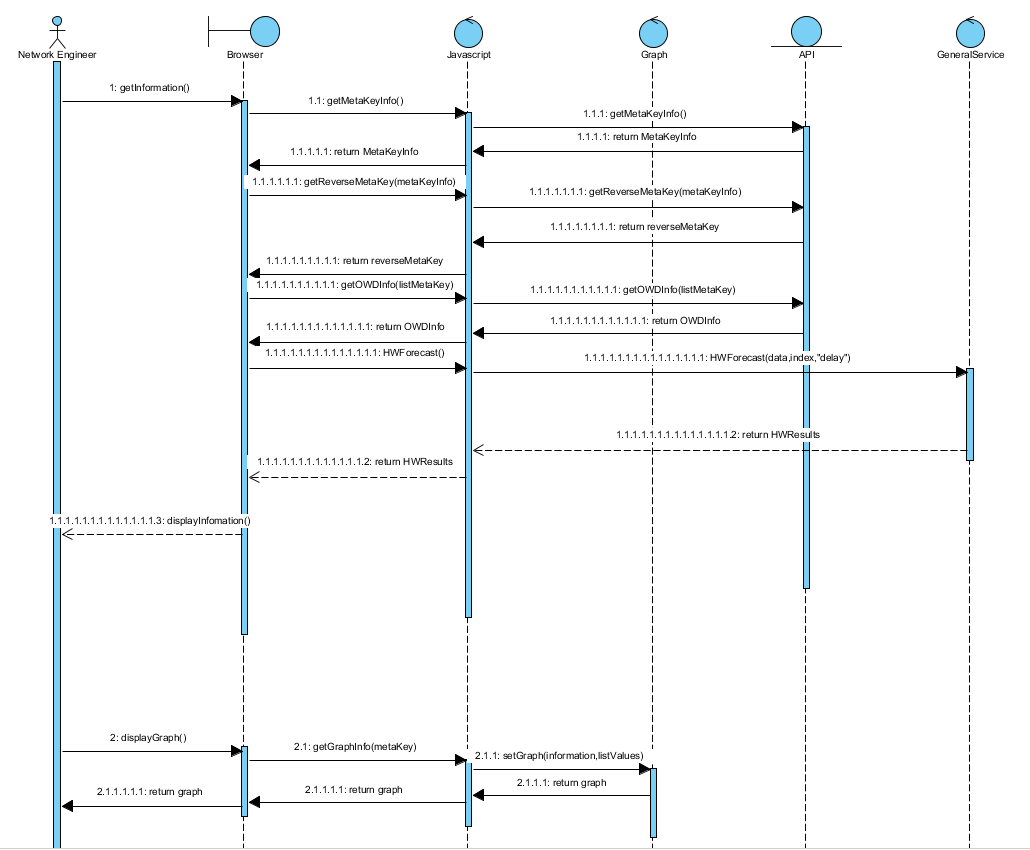 Network Engineer
Browser
Javascript
Graph
API
GeneralService
1: getInformation()
1.1: getMetaKeyInfo()
1.1.1: getMetaKeyInfo()
1.1.1.1: return MetaKeyInfo
1.1.1.1.1: return MetaKeyInfo
1.1.1.1.1.1: getReverseMetaKey(metaKeyInfo)
1.1.1.1.1.1.1: getReverseMetaKey(metaKeyInfo)
1.1.1.1.1.1.1.1: return reverseMetaKey
1.1.1.1.1.1.1.1.1: return reverseMetaKey
1.1.1.1.1.1.1.1.1.1: getOWDInfo(listMetaKey)
1.1.1.1.1.1.1.1.1.1.1: getOWDInfo(listMetaKey)
1.1.1.1.1.1.1.1.1.1.1.1: return OWDInfo
1.1.1.1.1.1.1.1.1.1.1.1.1: return OWDInfo
1.1.1.1.1.1.1.1.1.1.1.1.1.1: HWForecast()
1.1.1.1.1.1.1.1.1.1.1.1.1.1.1: HWForecast(data,index,"delay")
1.1.1.1.1.1.1.1.1.1.1.1.1.1.2: return HWResults
1.1.1.1.1.1.1.1.1.1.1.1.1.2: return HWResults
1.1.1.1.1.1.1.1.1.1.1.1.1.3: displayInfomation()
2: displayGraph()
2.1: getGraphInfo(metaKey)
2.1.1: setGraph(information,listValues)
2.1.1.1: return graph
2.1.1.1.1: return graph
2.1.1.1.1.1: return graph